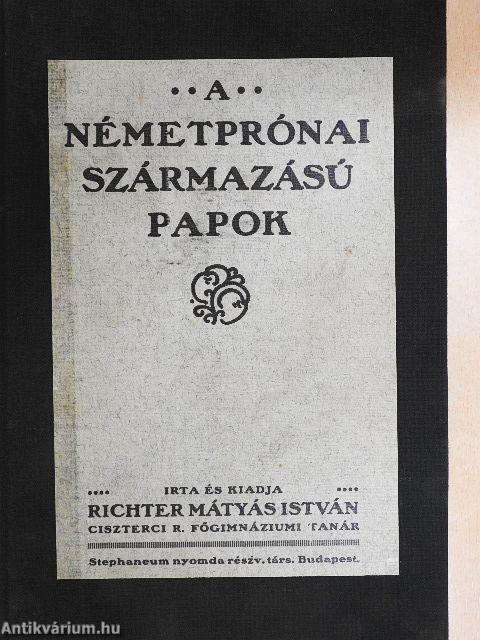 ••A••
NÉMETPRÓNAI
SZÁRMAZÁSÚ
PAPOK
•••• IRTA ÉS KIADJA ••••
RICHTER MÁTYÁS ISTVÁN
CISZTERCI R. FŐGIMNÁZIUMI TANÁR
Stephaneum nyomda részv. társ. Budapest.
Antikvárium.hu